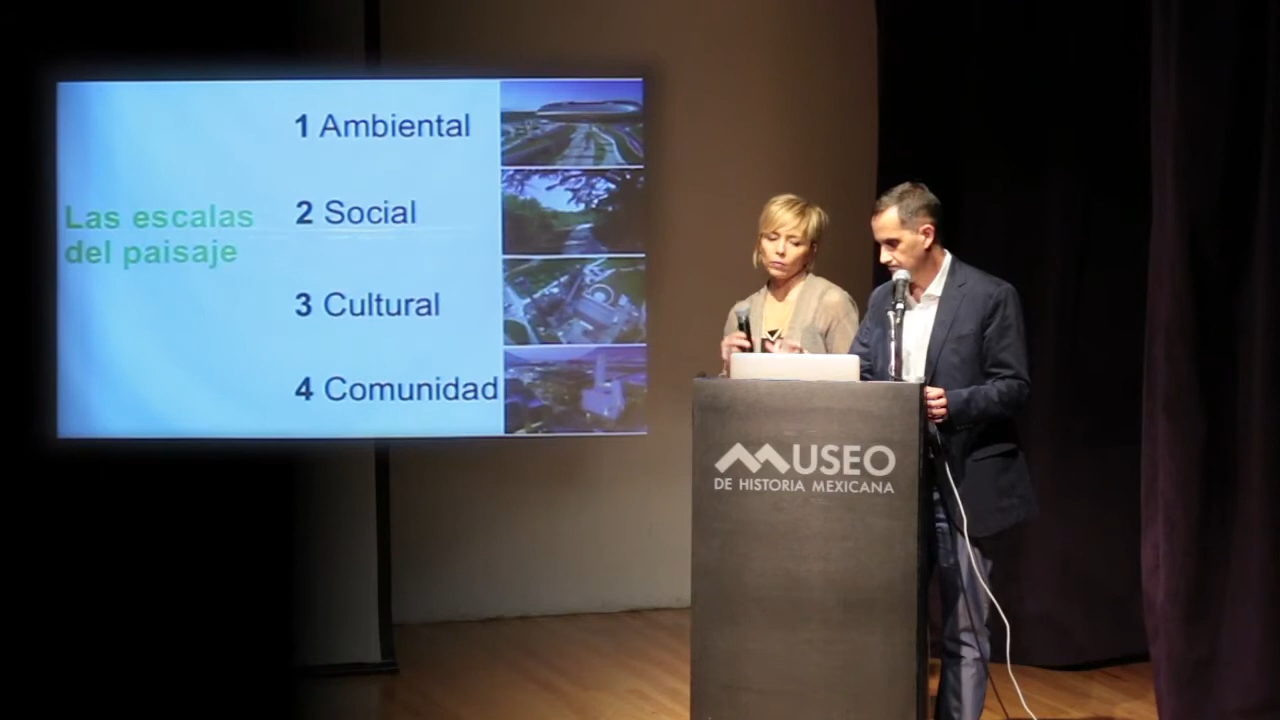 Las escalas
del paisaje
1 Ambiental
2 Social
3 Cultural
4 Comunidad
MUSEO
DE HISTORIA MEXICANA